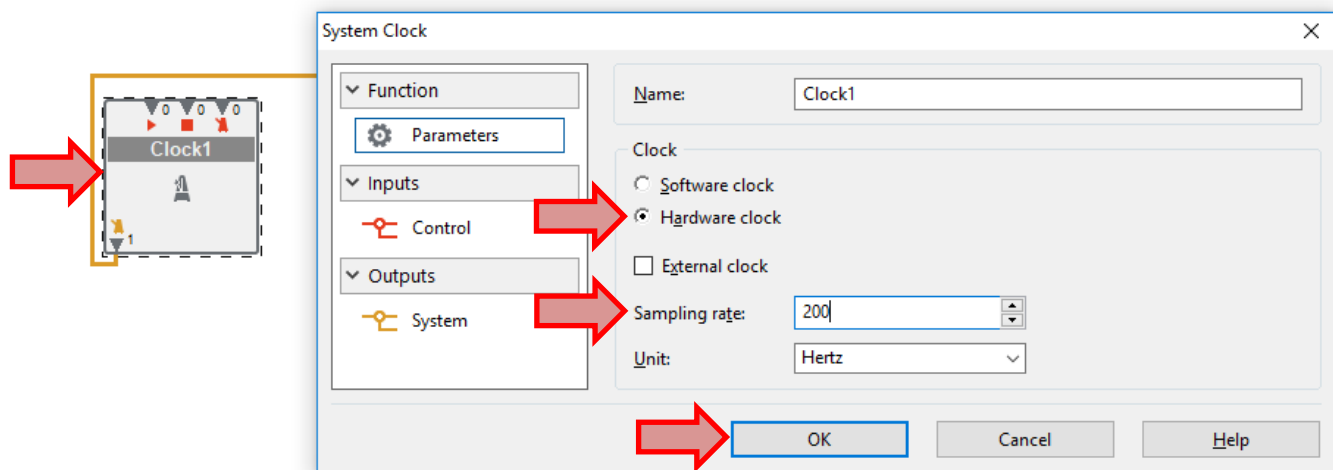 System Clock
0 0 0
Clock1
1
Function
Parameters
Inputs
Control
Outputs
System
Name:
Clock1
Clock
Software clock
Hardware clock
External clock
Sampling rate:
200
Unit:
Hertz
OK
Cancel
Help